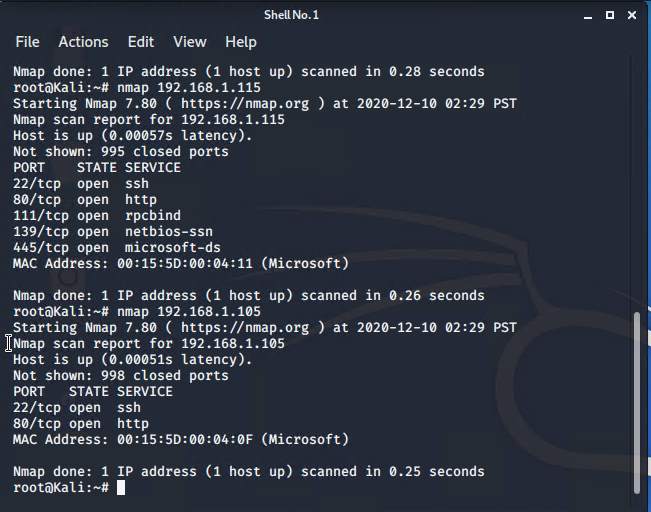 Shell No. 1
File Actions Edit View Help
Nmap done: 1 IP address (1 host up) scanned in 0.28 seconds
root@Kali:~# nmap 192.168.1.115
Starting Nmap 7.80 ( https://nmap.org ) at 2020-12-10 02:29 PST
Nmap scan report for 192.168.1.115
Host is up (0.00057s latency).
Not shown: 995 closed ports
PORT    STATE SERVICE
22/tcp  open  ssh
80/tcp  open  http
111/tcp open  rpcbind
139/tcp open  netbios-ssn
445/tcp open  microsoft-ds
MAC Address: 00:15:5D:00:04:11 (Microsoft)
Nmap done: 1 IP address (1 host up) scanned in 0.26 seconds
root@Kali:~# nmap 192.168.1.105
Starting Nmap 7.80 ( https://nmap.org ) at 2020-12-10 02:29 PST
Nmap scan report for 192.168.1.105
Host is up (0.00051s latency).
Not shown: 998 closed ports
PORT   STATE SERVICE
22/tcp open  ssh
80/tcp open  http
MAC Address: 00:15:5D:00:04:0F (Microsoft)
Nmap done: 1 IP address (1 host up) scanned in 0.25 seconds
root@Kali:~#